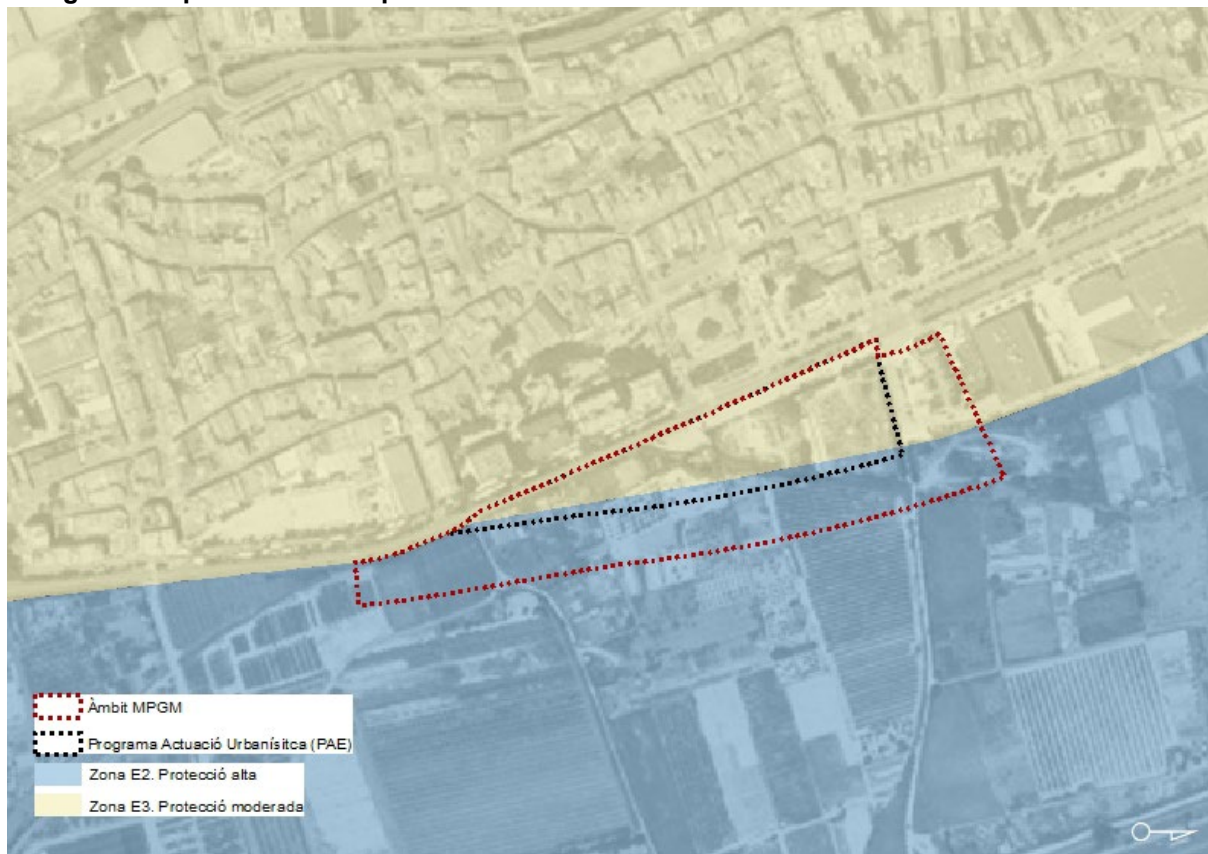 Àmbit MPGM
Programa Actuació Urbanísitca (PAE)
Zona E2. Protecció alta
Zona E3. Protecció moderada